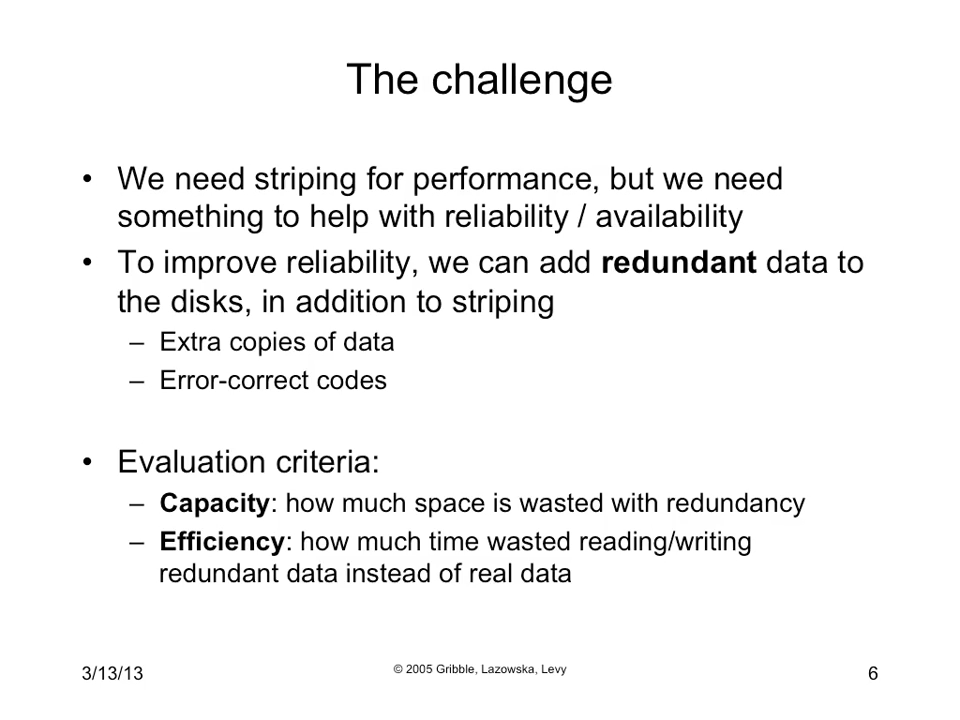 The challenge
• We need striping for performance, but we need
something to help with reliability / availability
• To improve reliability, we can add redundant data to
the disks, in addition to striping
– Extra copies of data
– Error-correct codes
• Evaluation criteria:
– Capacity: how much space is wasted with redundancy
– Efficiency: how much time wasted reading/writing
redundant data instead of real data
3/13/13
© 2005 Gribble, Lazowska, Levy
6